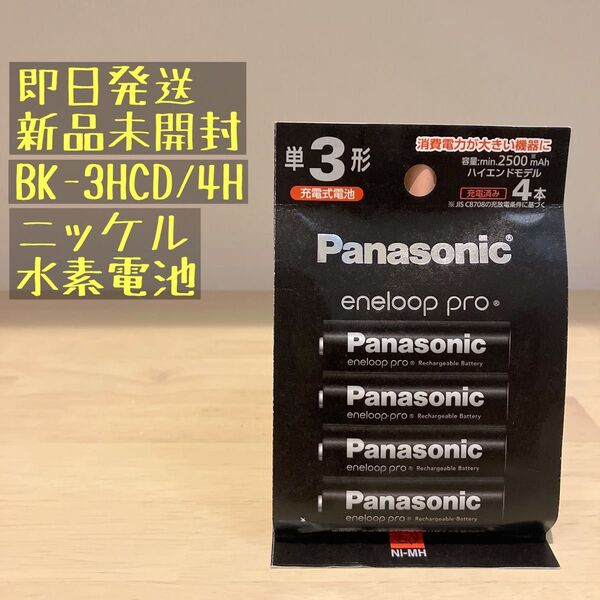 即日発送
新品未開封
BK-3HCD/4H
ニッケル
水素電池
単3形
充電式電池
消費電力が大きい機器に
容量:min.2500※mAh
ハイエンドモデル
充電済み 4本
※JIS C8708の充放電条件に基づく
Panasonic®
eneloop pro®
Panasonic
eneloop pro® Rechargeable Battery
Panasonic
eneloop pro® Rechargeable Battery
Panasonic
eneloop pro® Rechargeable Battery
Panasonic
eneloop pro® Rechargeable Battery
Ni-MH